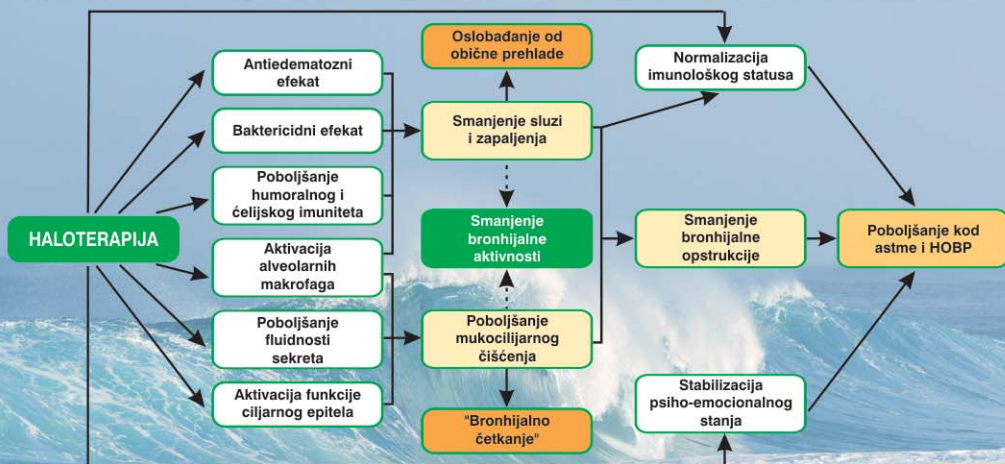 HALOTERAPIJA
Antiedematozni
efekat
Baktericidni efekat
Poboljšanje
humoralnog i
ćelijskog imuniteta
Aktivacija
alveolarnih
makrofaga
Poboljšanje
fluidnosti
sekreta
Aktivacija funkcije
ciljarnog epitela
Oslobađanje od
obične prehlade
Smanjenje sluzi
i zapaljenja
Smanjenje
bronhijalne
aktivnosti
Poboljšanje
mukocilijarnog
čišćenja
"Bronhijalno
četkanje"
Normalizacija
imunološkog statusa
Smanjenje
bronhijalne
opstrukcije
Stabilizacija
psiho-emocionalnog
stanja
Poboljšanje kod
astme i HOBP